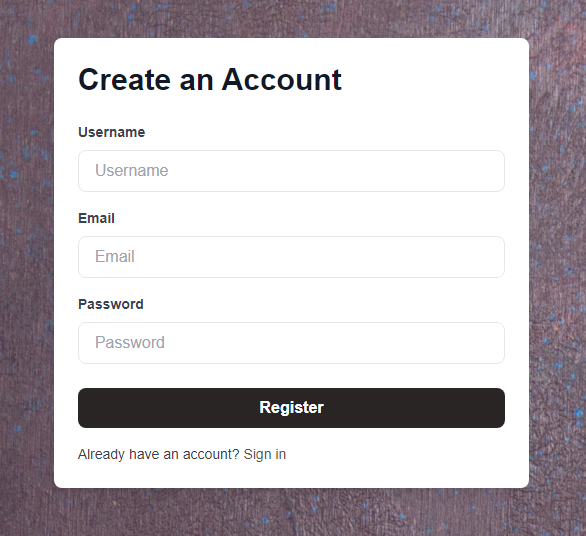 Create an Account
Username
Username
Email
Email
Password
Password
Register
Already have an account? Sign in